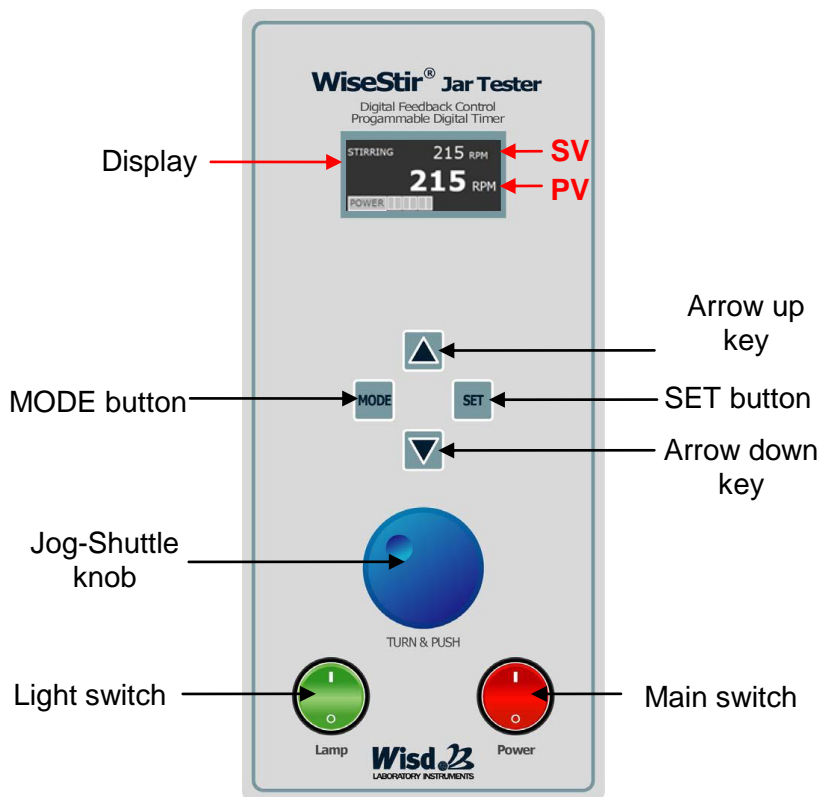 WiseStir® Jar Tester
Digital Feedback Control
Progammable Digital Timer
Display
STIRRING 215 RPM
SV
215 RPM
PV
POWER
Arrow up
key
MODE button
MODE
SET
SET button
Arrow down
key
Jog-Shuttle
knob
TURN & PUSH
Light switch
I
O
I
O
Main switch
Lamp
Power
Wisd
LABORATORY INSTRUMENTS